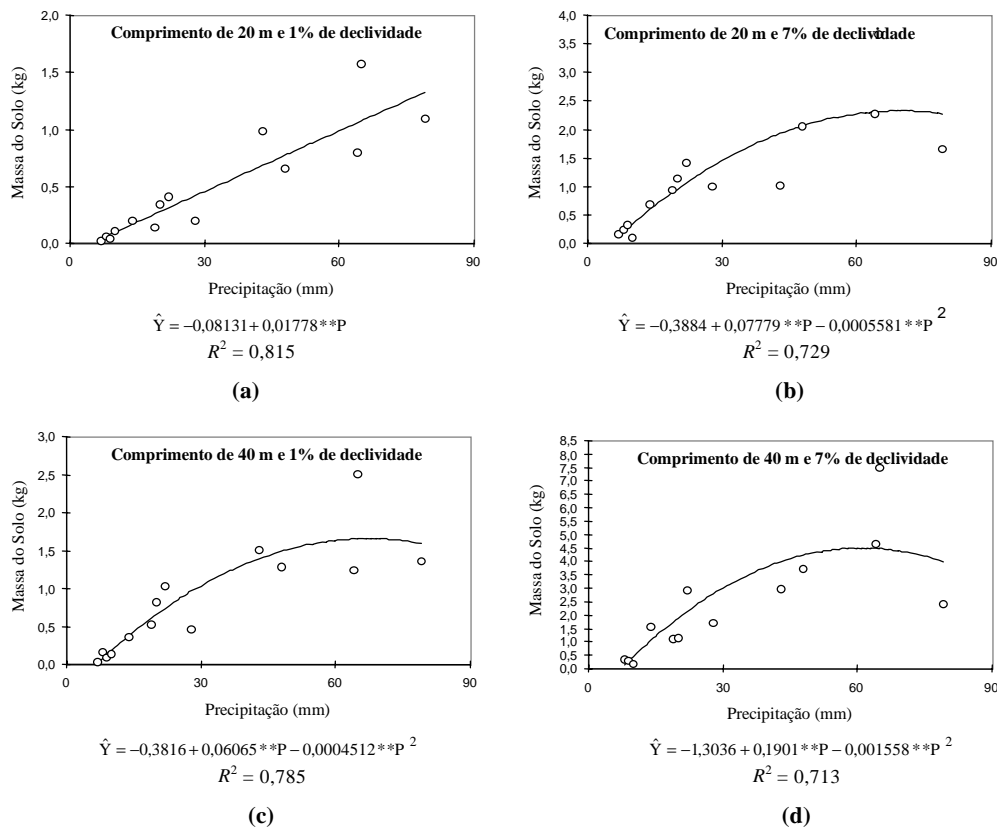 Comprimento de 20 m e 1% de declividade
Massa do Solo (kg)
2,0
1,5
1,0
0,5
0,0
0 30 60 90
Precipitação (mm)
Ŷ = −0,08131 + 0,01778 **P
R² = 0,815
(a)
Comprimento de 20 m e 7% de declividade
Massa do Solo (kg)
4,0
3,5
3,0
2,5
2,0
1,5
1,0
0,5
0,0
0 30 60 90
Precipitação (mm)
Ŷ = −0,3884 + 0,07779 **P − 0,0005581 **P ²
R² = 0,729
(b)
Comprimento de 40 m e 1% de declividade
Massa do Solo (kg)
3,0
2,5
2,0
1,5
1,0
0,5
0,0
0 30 60 90
Precipitação (mm)
Ŷ = −0,3816 + 0,06065 **P − 0,0004512 **P ²
R² = 0,785
(c)
Comprimento de 40 m e 7% de declividade
Massa do Solo (kg)
8,5
8,0
7,5
7,0
6,5
6,0
5,5
5,0
4,5
4,0
3,5
3,0
2,5
2,0
1,5
1,0
0,5
0,0
0 30 60 90
Precipitação (mm)
Ŷ = −1,3036 + 0,1901 **P − 0,001558 **P ²
R² = 0,713
(d)